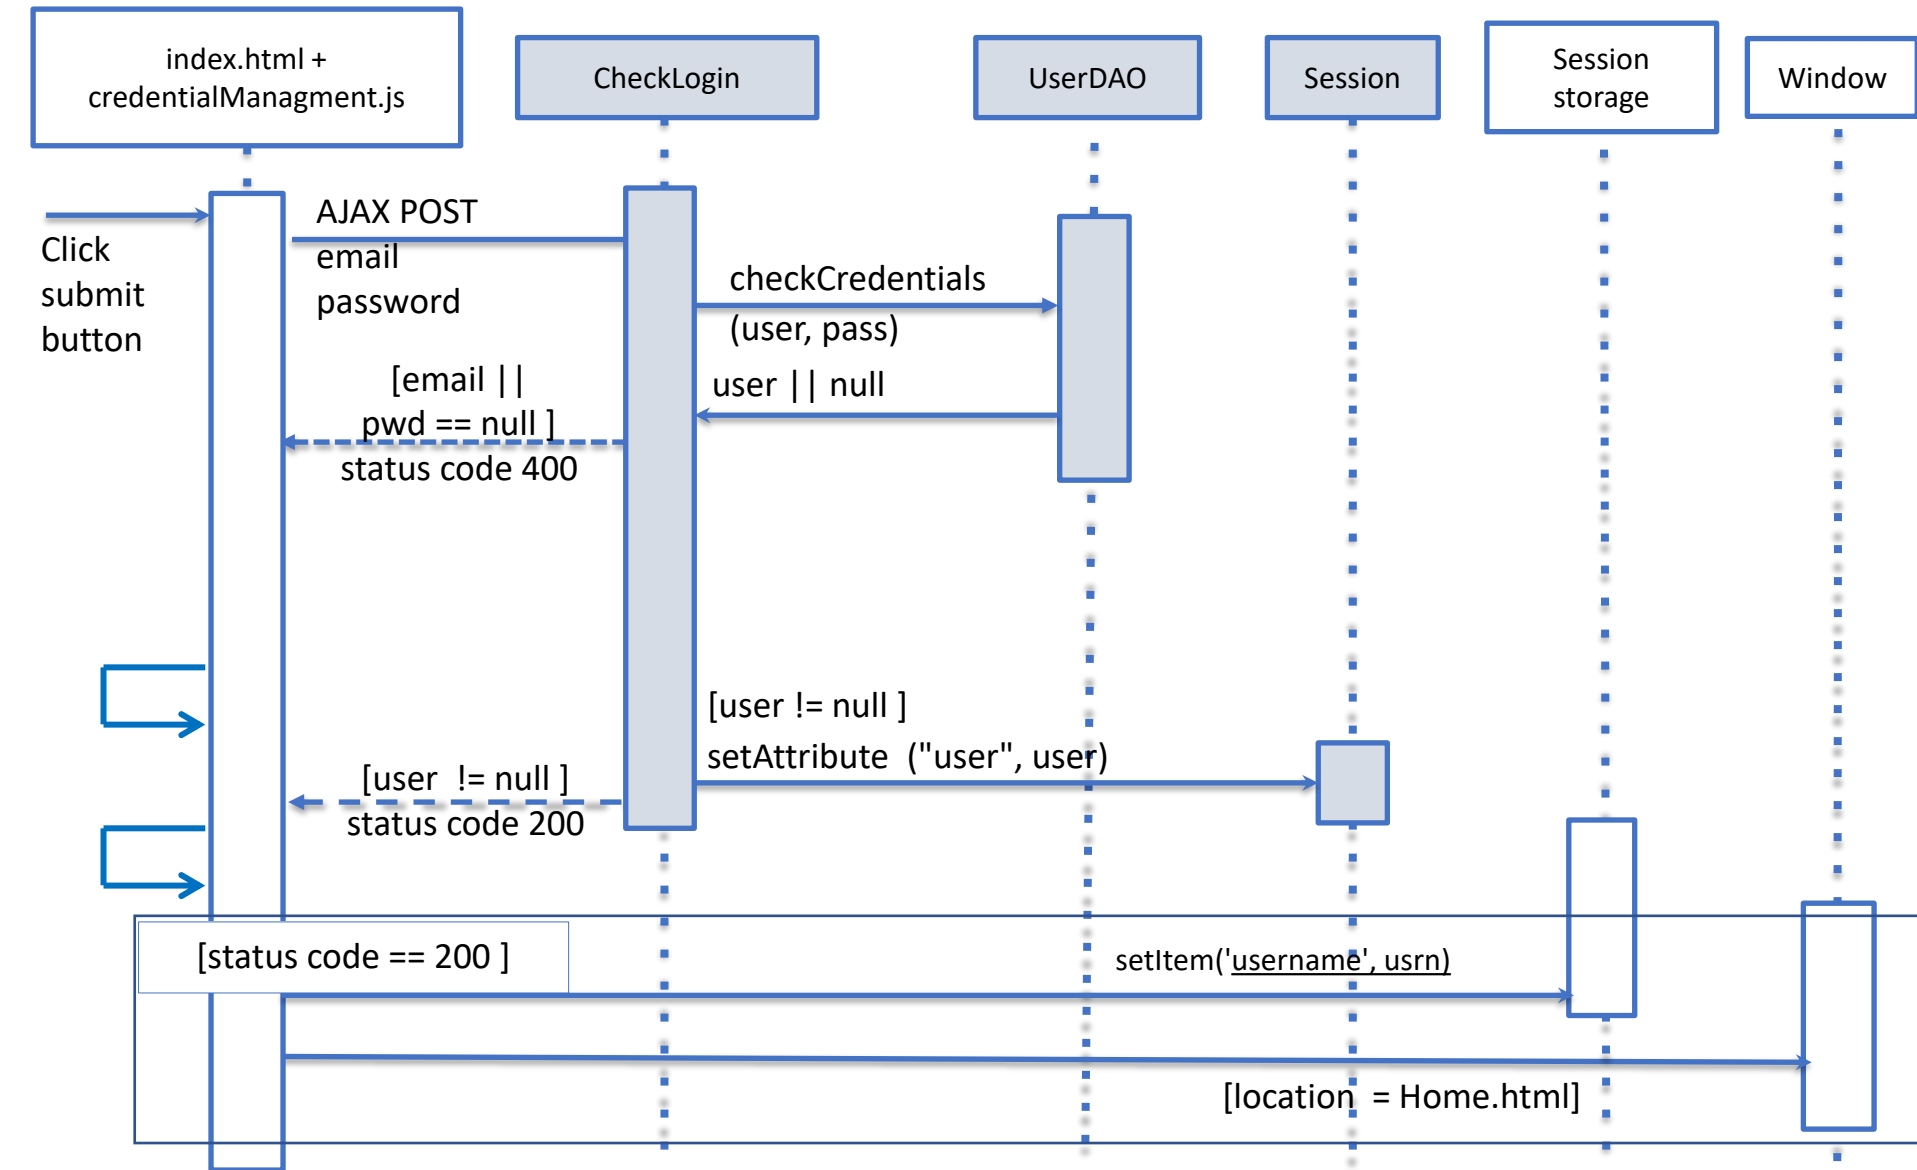 index.html +
credentialManagment.js
CheckLogin
UserDAO
Session
Session
storage
Window
Click
submit
button
AJAX POST
email
password
checkCredentials
(user, pass)
[email ||
pwd == null ]
status code 400
user || null
[user != null ]
setAttribute ("user", user)
[user != null ]
status code 200
[status code == 200 ]
setItem('username', usrn)
[location = Home.html]